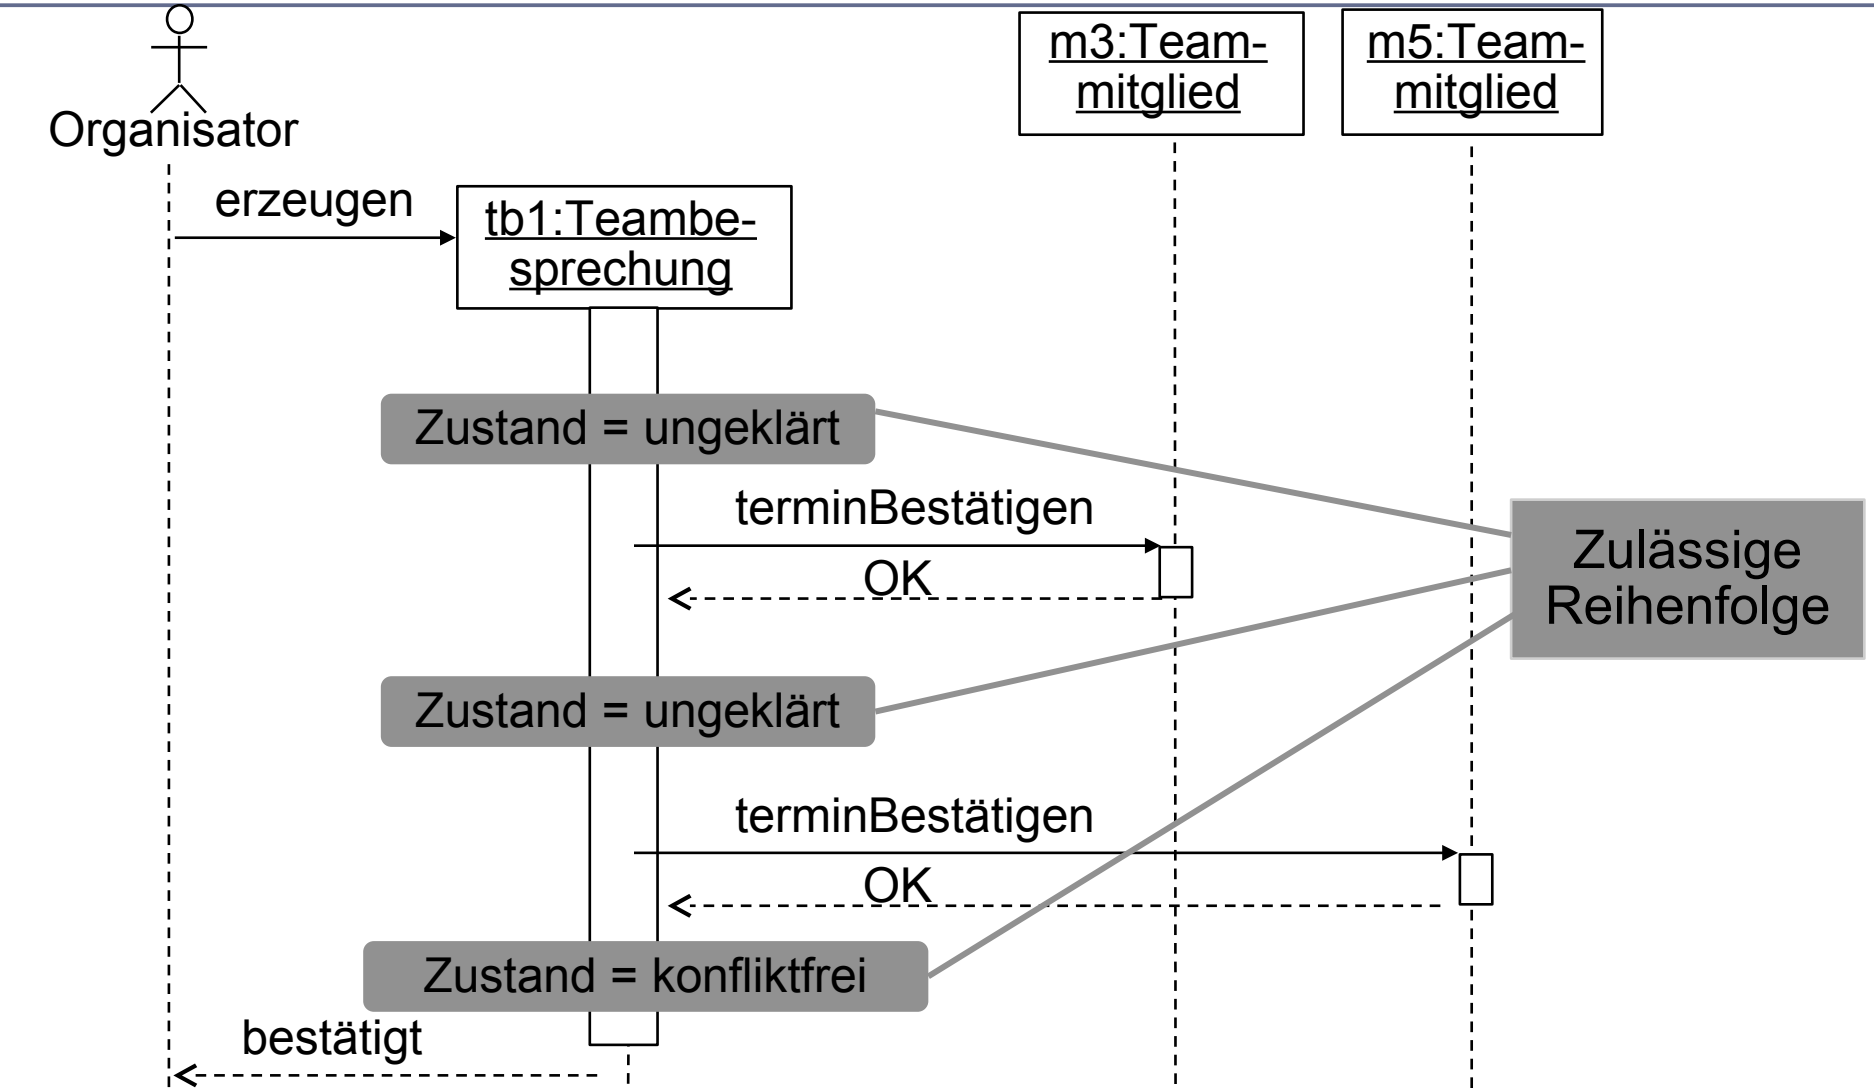 Organisator
m3:Team-
mitglied
m5:Team-
mitglied
erzeugen
tb1:Teambe-
sprechung
Zustand = ungeklärt
terminBestätigen
OK
Zulässige
Reihenfolge
Zustand = ungeklärt
terminBestätigen
OK
Zustand = konfliktfrei
bestätigt